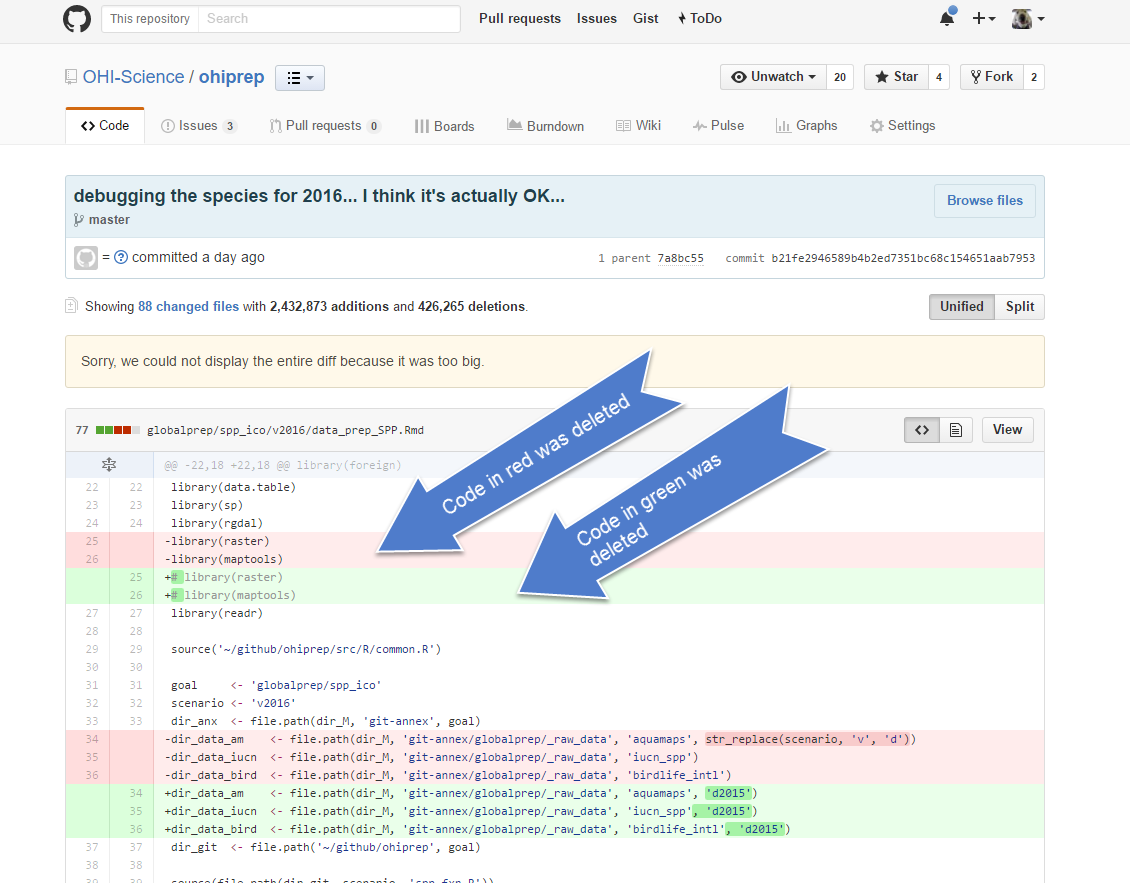 This repository Search Pull requests Issues Gist ToDo
OHI-Science / ohiprep Unwatch 20 Star 4 Fork 2
Code Issues 3 Pull requests 0 Boards Burndown Wiki Pulse Graphs Settings
debugging the species for 2016... I think it's actually OK...
Browse files
master
= ? committed a day ago 1 parent 7a8bc55 commit b21fe2946589b4b2ed7351bc68c154651aab7953
Showing 88 changed files with 2,432,873 additions and 426,265 deletions. Unified Split
Sorry, we could not display the entire diff because it was too big.
Code in red was deleted
Code in green was
deleted
77 globalprep/spp_ico/v2016/data_prep_SPP.Rmd <> View
@@ -22,18 +22,18 @@ library(foreign)
22 22 library(data.table)
23 23 library(sp)
24 24 library(rgdal)
25 -library(raster)
26 -library(maptools)
25 +# library(raster)
26 +# library(maptools)
27 27 library(readr)
28 28
29 29 source('~/github/ohiprep/src/R/common.R')
30 30
31 31 goal <- 'globalprep/spp_ico'
32 32 scenario <- 'v2016'
33 33 dir_anx <- file.path(dir_M, 'git-annex', goal)
34 -dir_data_am <- file.path(dir_M, 'git-annex/globalprep/_raw_data', 'aquamaps', str_replace(scenario, 'v', 'd'))
35 -dir_data_iucn <- file.path(dir_M, 'git-annex/globalprep/_raw_data', 'iucn_spp')
36 -dir_data_bird <- file.path(dir_M, 'git-annex/globalprep/_raw_data', 'birdlife_intl')
34 +dir_data_am <- file.path(dir_M, 'git-annex/globalprep/_raw_data', 'aquamaps', 'd2015')
35 +dir_data_iucn <- file.path(dir_M, 'git-annex/globalprep/_raw_data', 'iucn_spp', 'd2015')
36 +dir_data_bird <- file.path(dir_M, 'git-annex/globalprep/_raw_data', 'birdlife_intl', 'd2015')
37 37 dir_git <- file.path('~/github/ohiprep', goal)
38 38
39 39 source(file.path(dir_git, scenario, 'spp_fxn.R'))